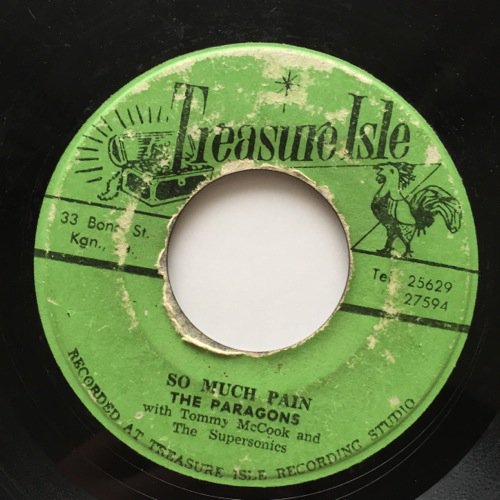 Treasure Isle
33 Bond St.
Kgn.,
Tel 25629
27594
SO MUCH PAIN
THE PARAGONS
with Tommy McCook and
The Supersonics
RECORDED AT TREASURE ISLE RECORDING STUDIO